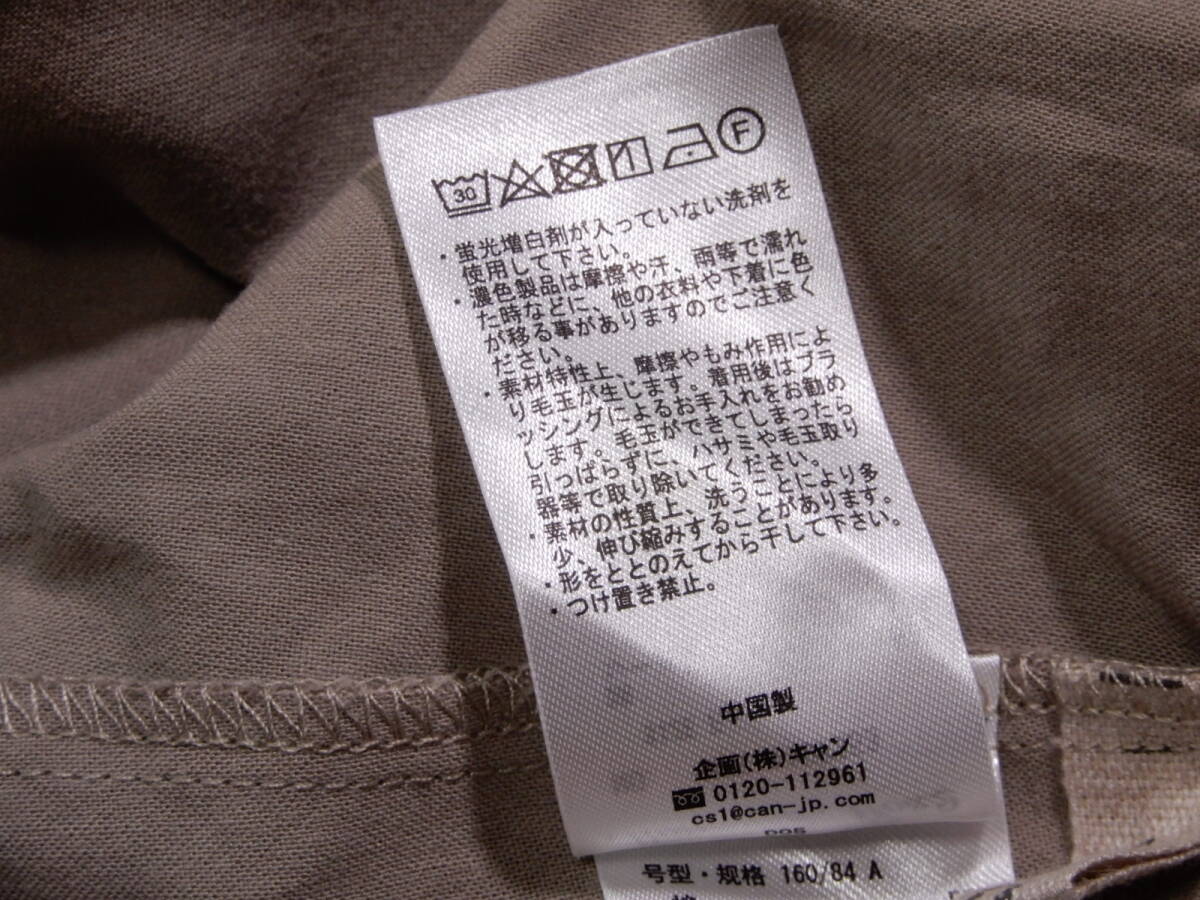 30
F
・蛍光増白剤が入っていない洗剤を
使用して下さい。
・濃色製品は摩擦や汗、雨等で濡れ
た時などに、他の衣料や下着に色
が移る事がありますのでご注意く
ださい。
・素材特性上、摩擦やもみ作用によ
り毛玉が生じます。着用後はブラ
ッシングによるお手入れをお勧め
します。毛玉ができてしまったら
引っぱらずに、ハサミや毛玉取り
器等で取り除いてください。
・素材の性質上、洗うことにより多
少、伸び縮みすることがあります。
・形をととのえてから干して下さい。
・つけ置き禁止。
中国製
企画(株)キャン
0120-112961
cs1@can-jp.com
号型・规格 160/84 A